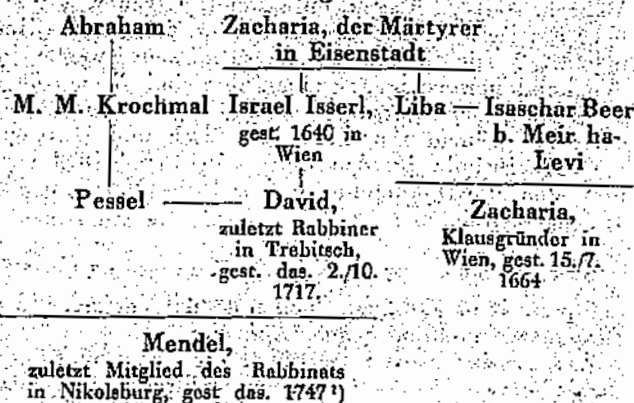 Abraham Zacharia, der Märtyrer
in Eisenstadt
M. M. Krochmal Israel Isserl, Liba — Isaschar Beer
gest. 1640 in b. Meir ha-
Wien Levi
Pessel — David, Zacharia,
zuletzt Rabbiner Klausgründer in
in Trebitsch, Wien, gest. 15./7.
gest. das. 2./10. 1664
1717.
Mendel,
zuletzt Mitglied des Rabbinats
in Nikolsburg, gest das. 1747¹)